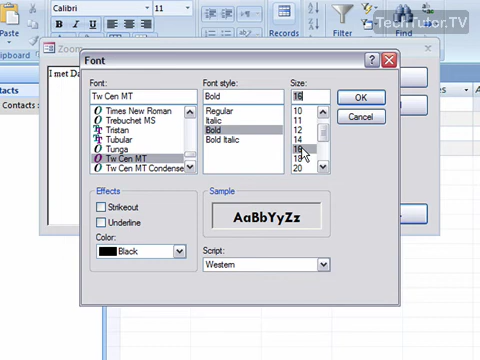 TechTutor.TV
Calibri
11
Paste
Records
Filter
Find
Zoom
I met Da
Contacts
Font
Font:
Font style:
Size:
Tw Cen MT
Bold
16
OK
Cancel
Times New Roman
Trebuchet MS
Tristan
Tubular
Tunga
Tw Cen MT
Tw Cen MT Condense
Regular
Italic
Bold
Bold Italic
10
11
12
14
16
18
20
Effects
Strikeout
Underline
Color:
Black
Sample
AaBbYyZz
Script:
Western